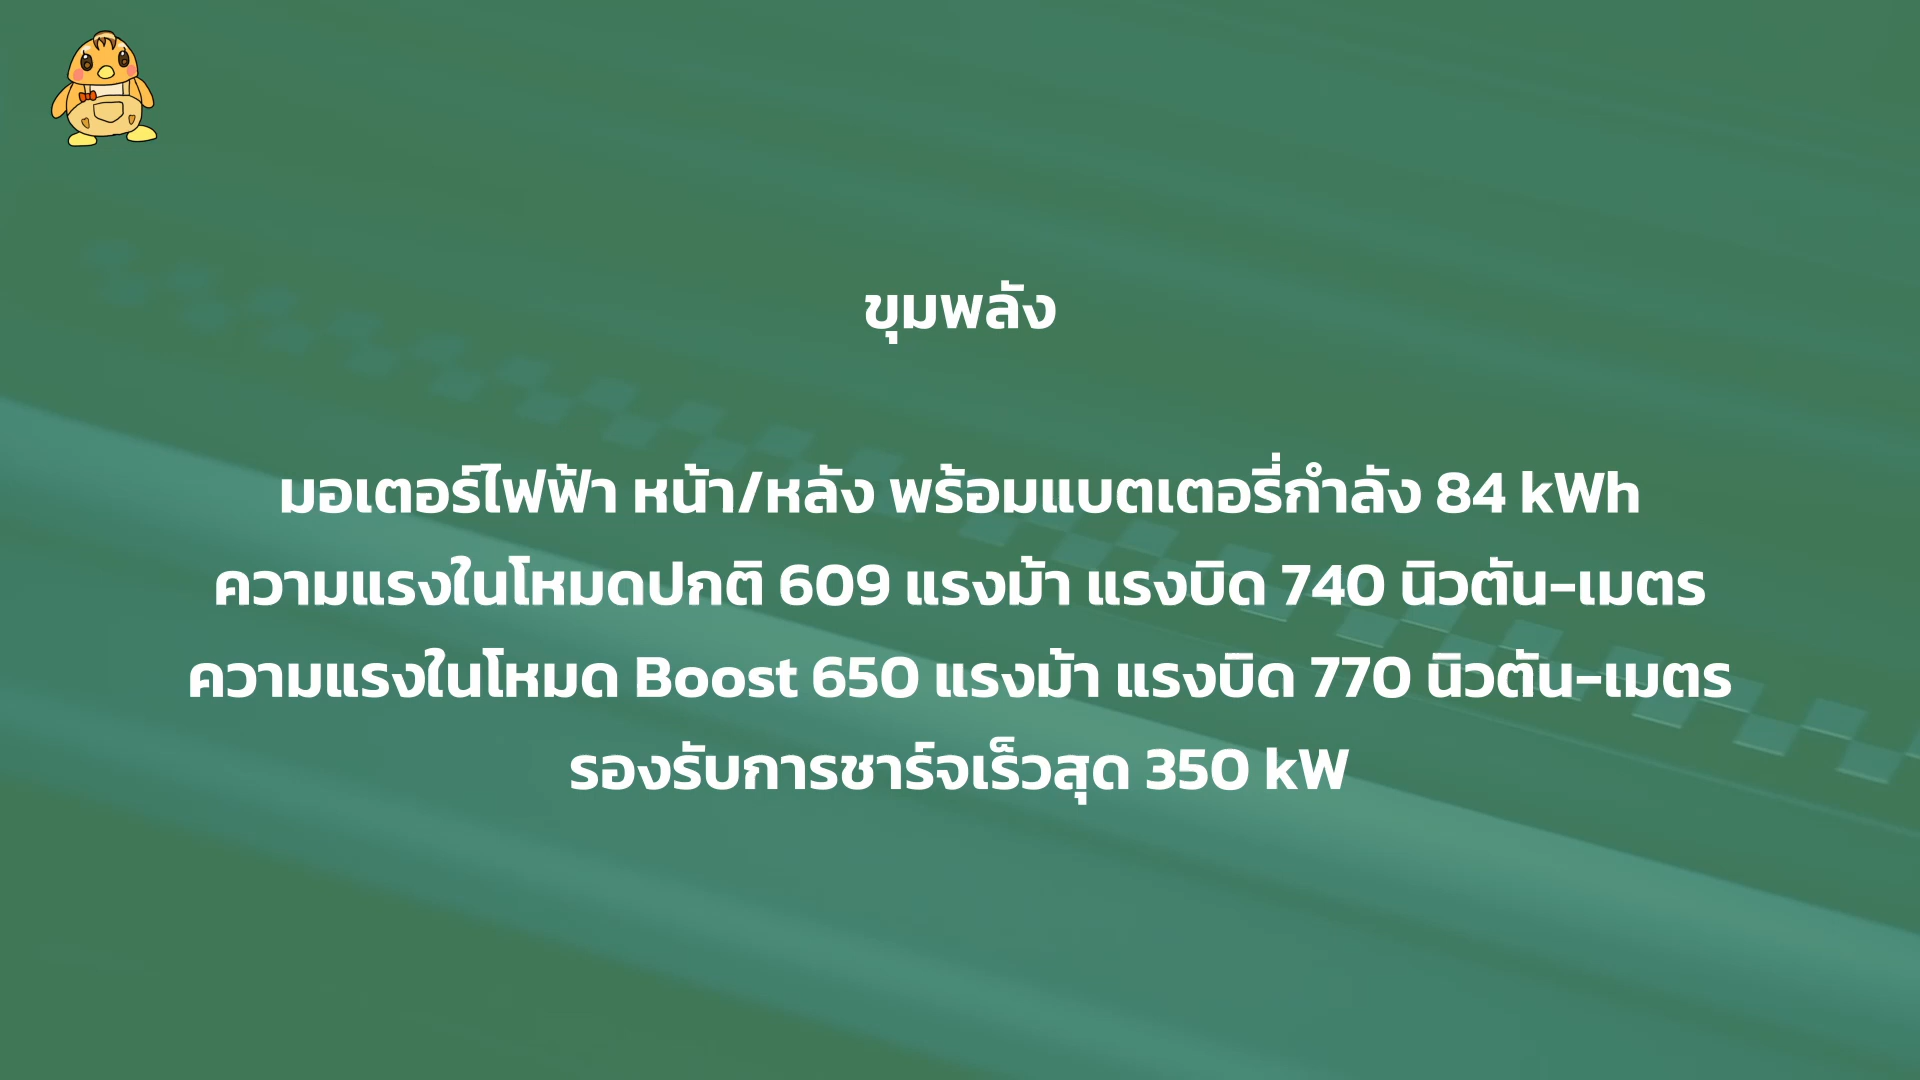 ขุมพลัง
มอเตอร์ไฟฟ้า หน้า/หลัง พร้อมแบตเตอรี่กำลัง 84 kWh
ความแรงในโหมดปกติ 609 แรงม้า แรงบิด 740 นิวตัน-เมตร
ความแรงในโหมด Boost 650 แรงม้า แรงบิด 770 นิวตัน-เมตร
รองรับการชาร์จเร็วสุด 350 kW